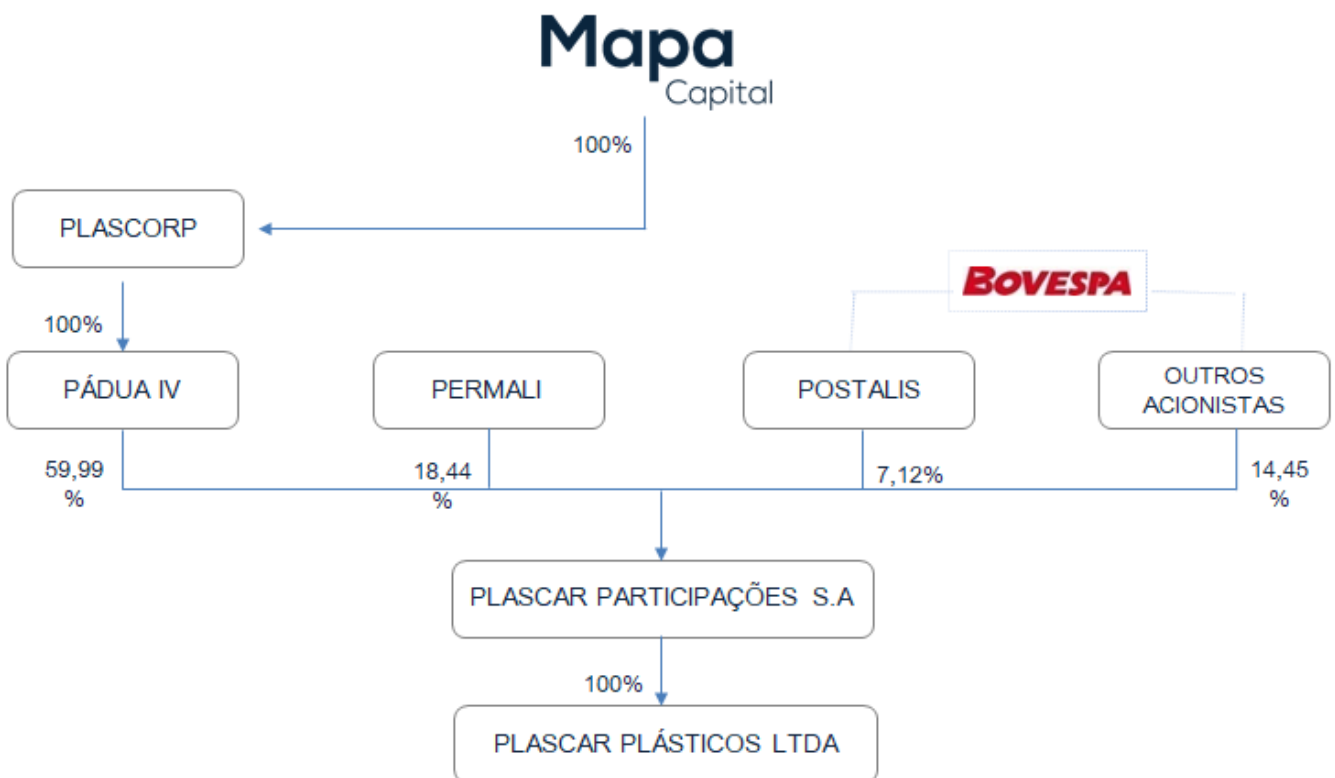 Mapa
Capital
100%
PLASCORP
BOVESPA
100%
PÁDUA IV
PERMALI
POSTALIS
OUTROS
ACIONISTAS
59,99
%
18,44
%
7,12%
14,45
%
PLASCAR PARTICIPAÇÕES S.A
100%
PLASCAR PLÁSTICOS LTDA